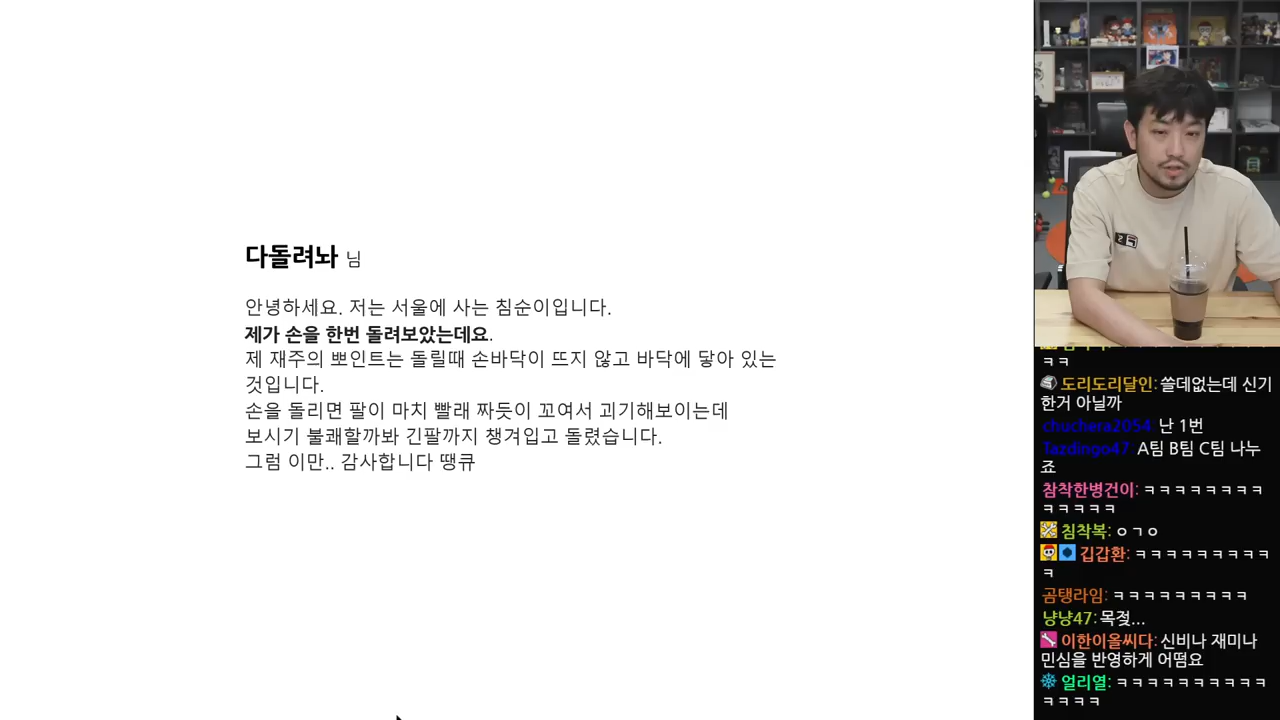 다돌려놔 님
안녕하세요. 저는 서울에 사는 침순이입니다.
제가 손을 한번 돌려보았는데요.
제 재주의 뽀인트는 돌릴때 손바닥이 뜨지 않고 바닥에 닿아 있는
것입니다.
손을 돌리면 팔이 마치 빨래 짜듯이 꼬여서 괴기해보이는데
보시기 불쾌할까봐 긴팔까지 챙겨입고 돌렸습니다.
그럼 이만.. 감사합니다 땡큐
ㅋㅋ
도리도리달인: 쓸데없는데 신기
한거 아닐까
chuchera2054: 난 1번
Tazdingo47: A팀 B팀 C팀 나누
죠
참착한병건이: ㅋㅋㅋㅋㅋㅋㅋㅋ
ㅋㅋㅋㅋㅋ
침착복: ㅇㄱㅇ
김갑환: ㅋㅋㅋㅋㅋㅋㅋㅋㅋ
ㅋ
곰탱라임: ㅋㅋㅋㅋㅋㅋㅋㅋㅋ
냥냥47: 목젖...
이한이올씨다: 신비나 재미나
민심을 반영하게 어떰요
얼리열: ㅋㅋㅋㅋㅋㅋㅋㅋㅋㅋ
ㅋㅋㅋㅋ